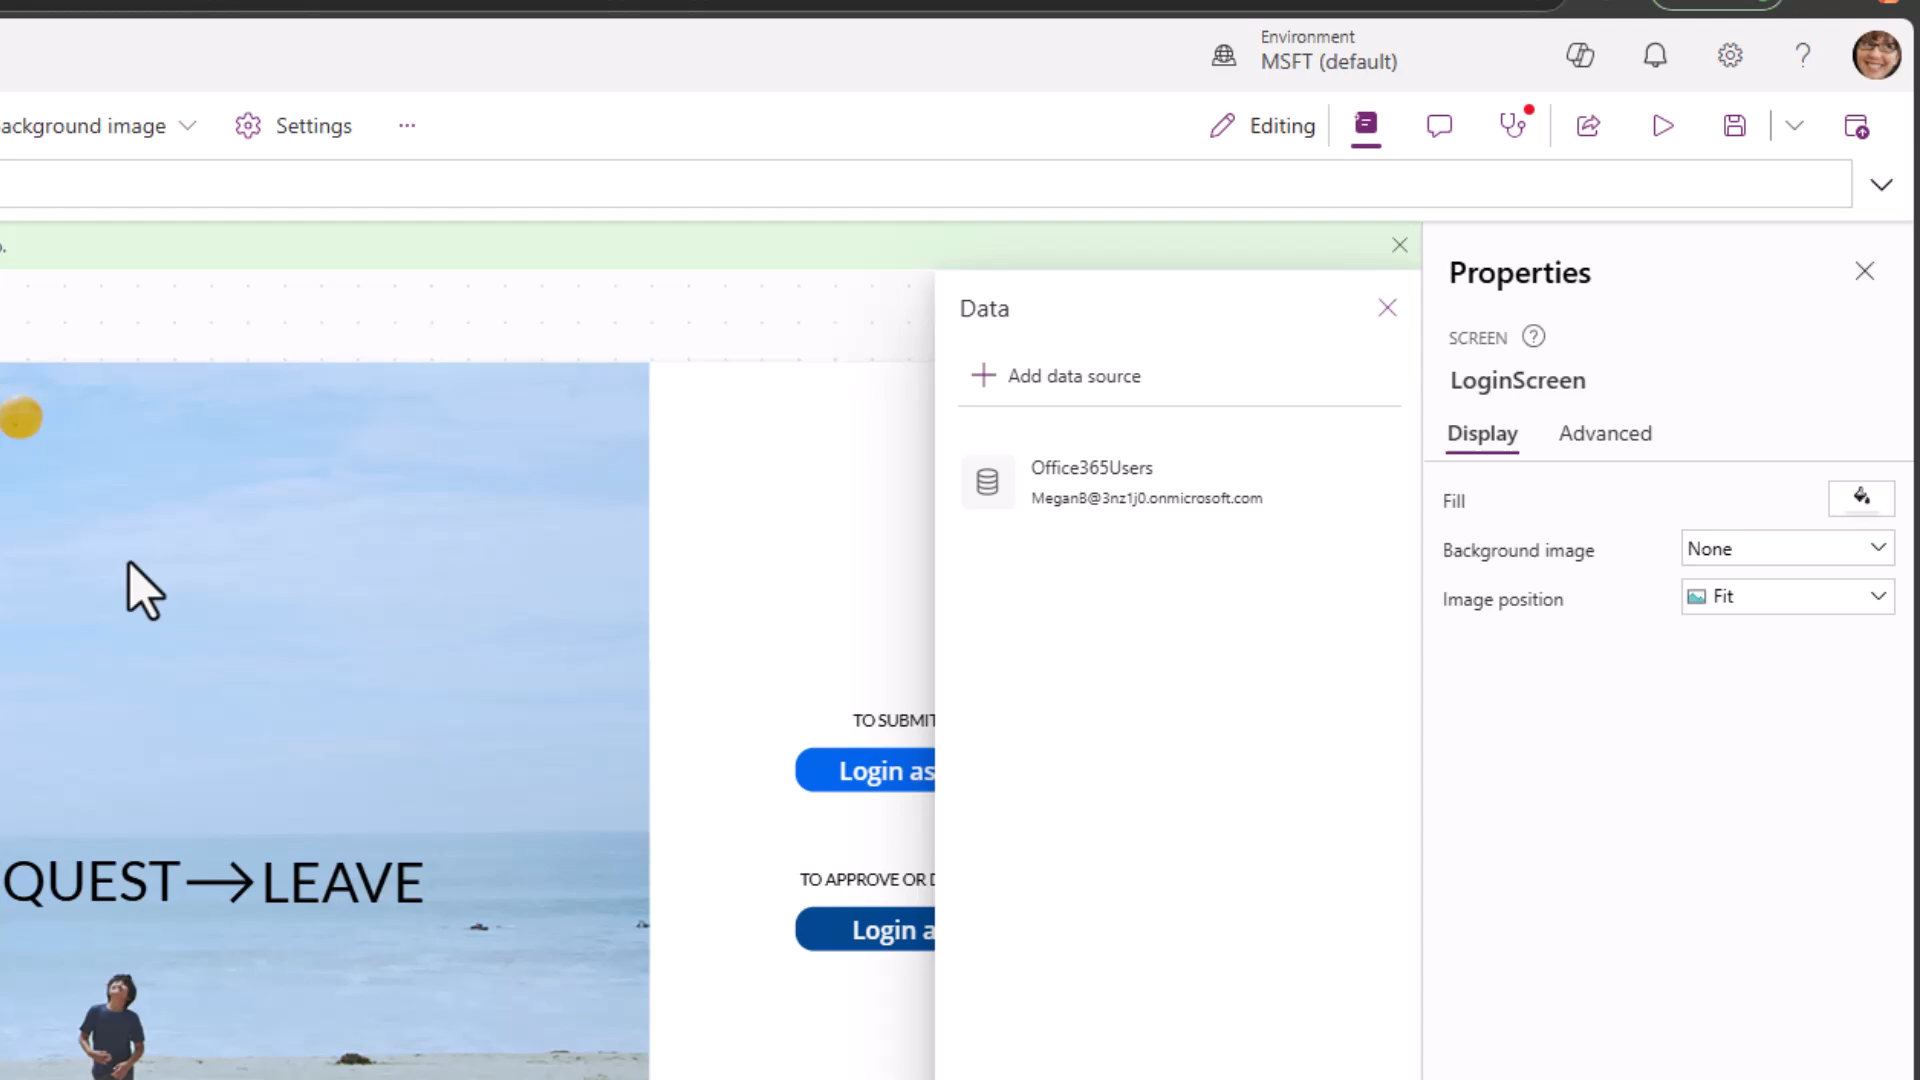 Environment
MSFT (default)
ackground image
Settings
Editing
Properties
Data
SCREEN
Add data source
LoginScreen
Display
Advanced
Office365Users
MeganB@3nz1j0.onmicrosoft.com
Fill
Background image
None
Image position
Fit
TO SUBMIT
Login as
QUEST→LEAVE
TO APPROVE OR D
Login a